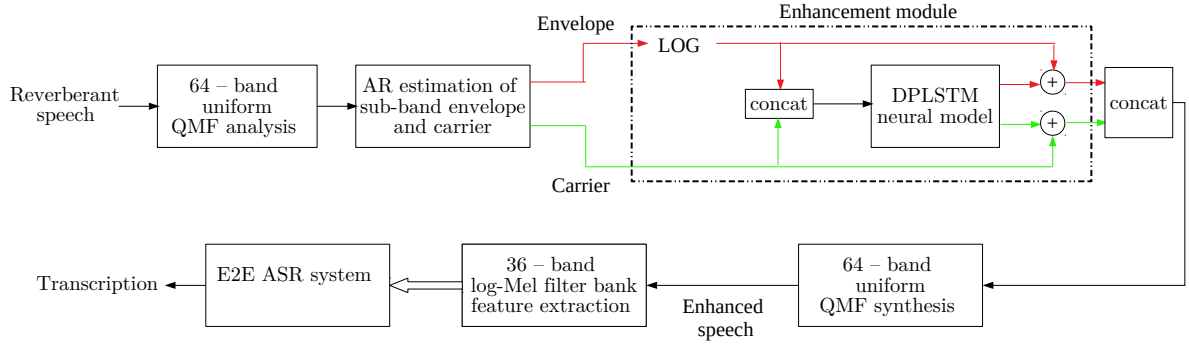 Enhancement module
Envelope
LOG
Reverberant
speech
64 – band
uniform
QMF analysis
AR estimation of
sub-band envelope
and carrier
concat
DPLSTM
neural model
+
+
concat
Carrier
Transcription
E2E ASR system
36 – band
log-Mel filter bank
feature extraction
Enhanced
speech
64 – band
uniform
QMF synthesis